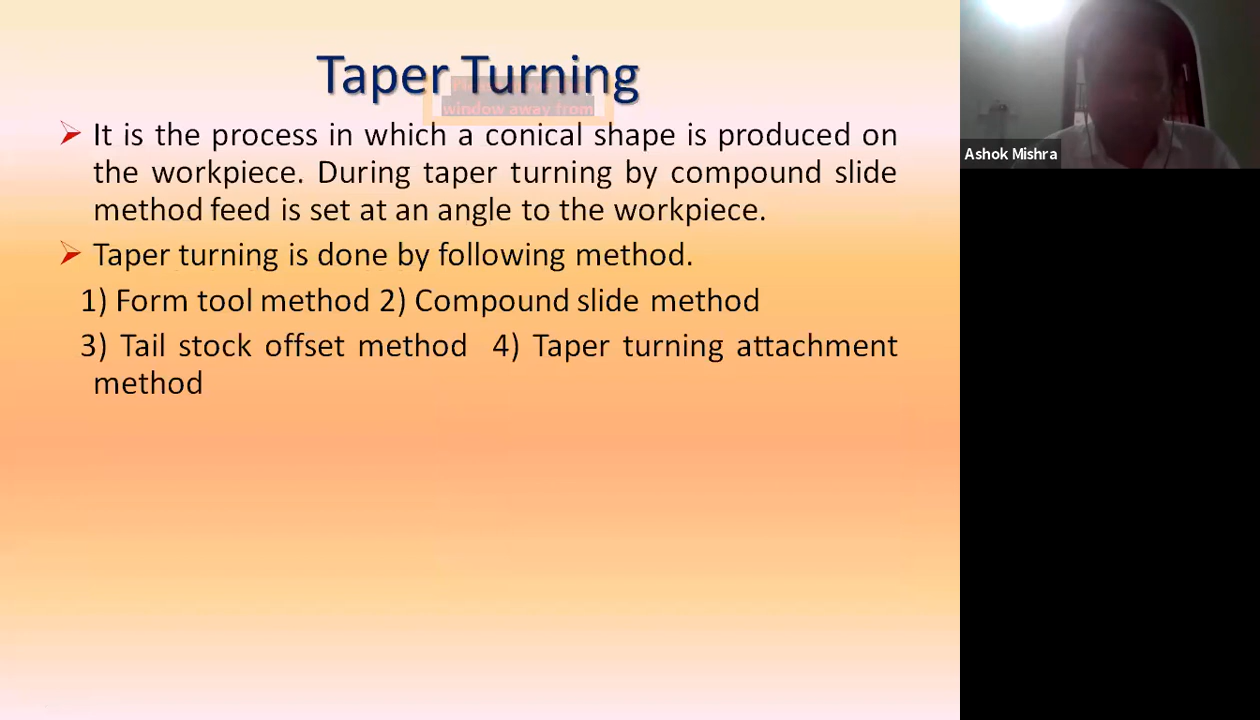 Taper Turning
window away from
It is the process in which a conical shape is produced on
the workpiece. During taper turning by compound slide
method feed is set at an angle to the workpiece.
Taper turning is done by following method.
1) Form tool method 2) Compound slide method
3) Tail stock offset method 4) Taper turning attachment
method
Ashok Mishra